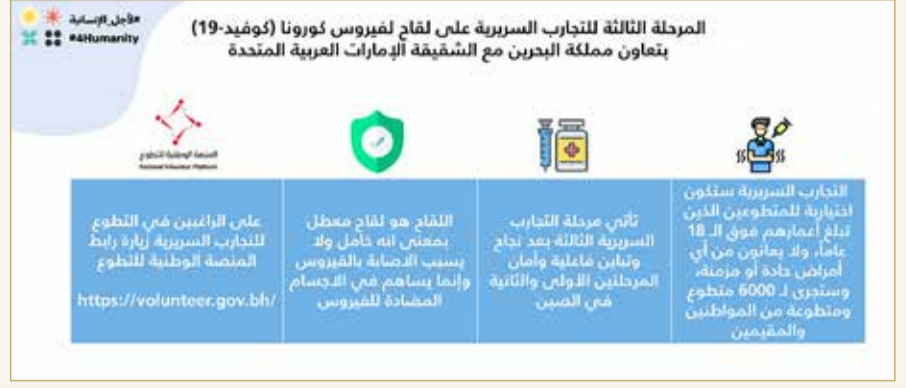 #لأجل_الإنسانية
#4Humanity
المرحلة الثالثة للتجارب السريرية على لقاح لفيروس كورونا (كوفيد-19)
بتعاون مملكة البحرين مع الشقيقة الإمارات العربية المتحدة
التجارب السريرية ستكون
اختيارية للمتطوعين الذين
تبلغ أعمارهم فوق الـ 18
عاماً، ولا يعانون من أي
أمراض حادة أو مزمنة،
وستجرى لـ 6000 متطوع
ومتطوعة من المواطنين
والمقيمين
تأتي مرحلة التجارب
السريرية الثالثة بعد نجاح
وتباين فاعلية وأمان
المرحلتين الأولى والثانية
في الصين
اللقاح هو لقاح معطل
بمعنى انه خامل ولا
يسبب الاصابة بالفيروس
وإنما يساهم في الاجسام
المضادة للفيروس
المنصة الوطنية للتطوع
National Volunteer Platform
على الراغبين في التطوع
للتجارب السريرية زيارة رابط
المنصة الوطنية للتطوع
https://volunteer.gov.bh/